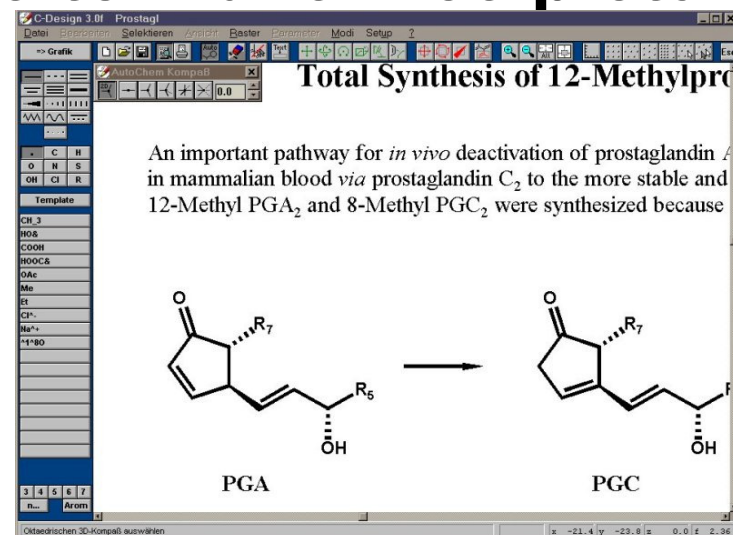 C-Design 3.0f Prostagl
Datei Bearbeiten Selektieren Ansicht Raster Parameter Modi Setup ?
=> Grafik
Text
All
Esc
AutoChem Kompaß
0.0
Total Synthesis of 12-Methylpro
. C H
O N S
OH Cl R
Template
CH_3
HO&
COOH
HOOC&
OAc
Me
Et
Cl^-
Na^+
^1^8O
3 4 5 6 7
n... Arom
An important pathway for in vivo deactivation of prostaglandin A
in mammalian blood via prostaglandin C₂ to the more stable and
12-Methyl PGA₂ and 8-Methyl PGC₂ were synthesized because
O
R₇
R₅
OH
PGA
O
R₇
OH
PGC
Oktaedrischen 3D-Kompaß auswählen
x -21.4 y -23.8 z 0.0 f 2.36